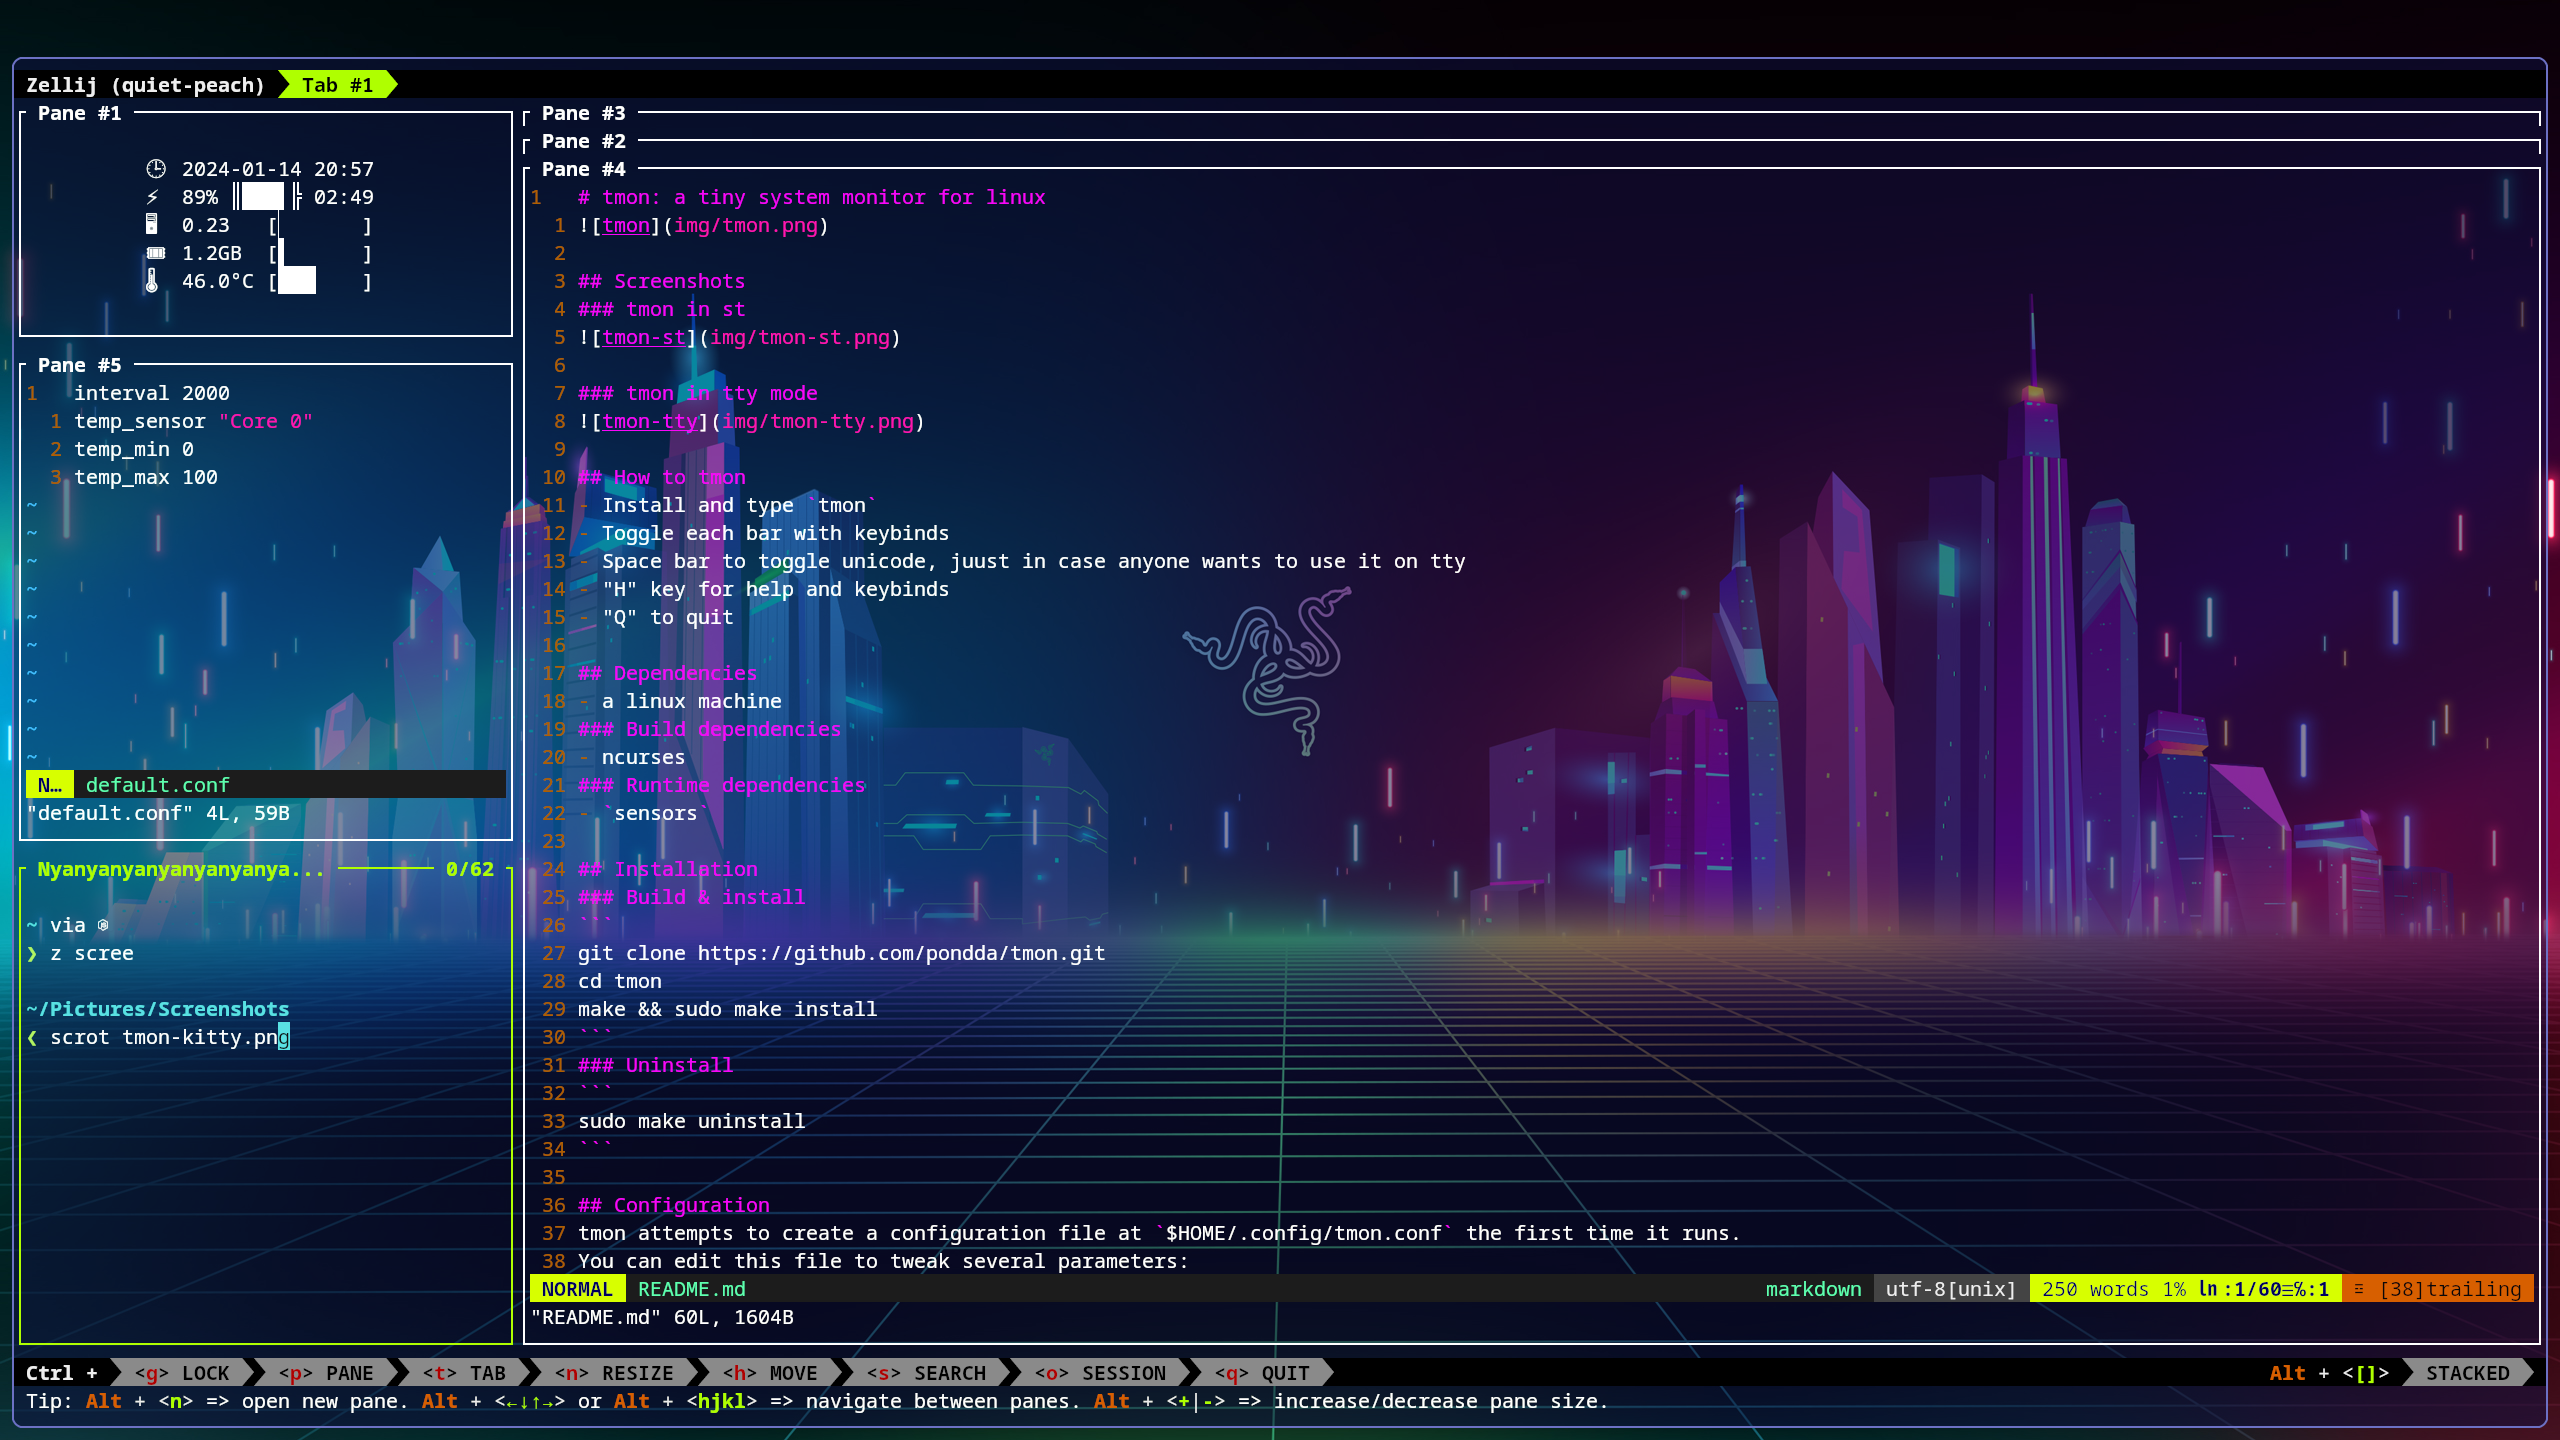 Zellij (quiet-peach) Tab #1
Pane #1
2024-01-14 20:57
89% 02:49
0.23 [ ]
1.2GB [ ]
46.0°C [ ]
Pane #5
1 interval 2000
1 temp_sensor "Core 0"
2 temp_min 0
3 temp_max 100
~
~
~
~
~
~
~
~
~
~
N… default.conf
"default.conf" 4L, 59B
Nyanyanyanyanyanyanya... 0/62
~ via
❯ z scree
~/Pictures/Screenshots
❮ scrot tmon-kitty.png
Pane #3
Pane #2
Pane #4
1 # tmon: a tiny system monitor for linux
1 ![tmon](img/tmon.png)
2
3 ## Screenshots
4 ### tmon in st
5 ![tmon-st](img/tmon-st.png)
6
7 ### tmon in tty mode
8 ![tmon-tty](img/tmon-tty.png)
9
10 ## How to tmon
11 - Install and type `tmon`
12 - Toggle each bar with keybinds
13 - Space bar to toggle unicode, juust in case anyone wants to use it on tty
14 - "H" key for help and keybinds
15 - "Q" to quit
16
17 ## Dependencies
18 - a linux machine
19 ### Build dependencies
20 - ncurses
21 ### Runtime dependencies
22 - `sensors`
23
24 ## Installation
25 ### Build & install
26 ```
27 git clone https://github.com/pondda/tmon.git
28 cd tmon
29 make && sudo make install
30 ```
31 ### Uninstall
32 ```
33 sudo make uninstall
34 ```
35
36 ## Configuration
37 tmon attempts to create a configuration file at `$HOME/.config/tmon.conf` the first time it runs.
38 You can edit this file to tweak several parameters:
NORMAL README.md markdown utf-8[unix] 250 words 1% ln:1/60☰℅:1 Ξ [38]trailing
"README.md" 60L, 1604B
Ctrl + <g> LOCK <p> PANE <t> TAB <n> RESIZE <h> MOVE <s> SEARCH <o> SESSION <q> QUIT Alt + <[]> STACKED
Tip: Alt + <n> => open new pane. Alt + <←↓↑→> or Alt + <hjkl> => navigate between panes. Alt + <+|-> => increase/decrease pane size.